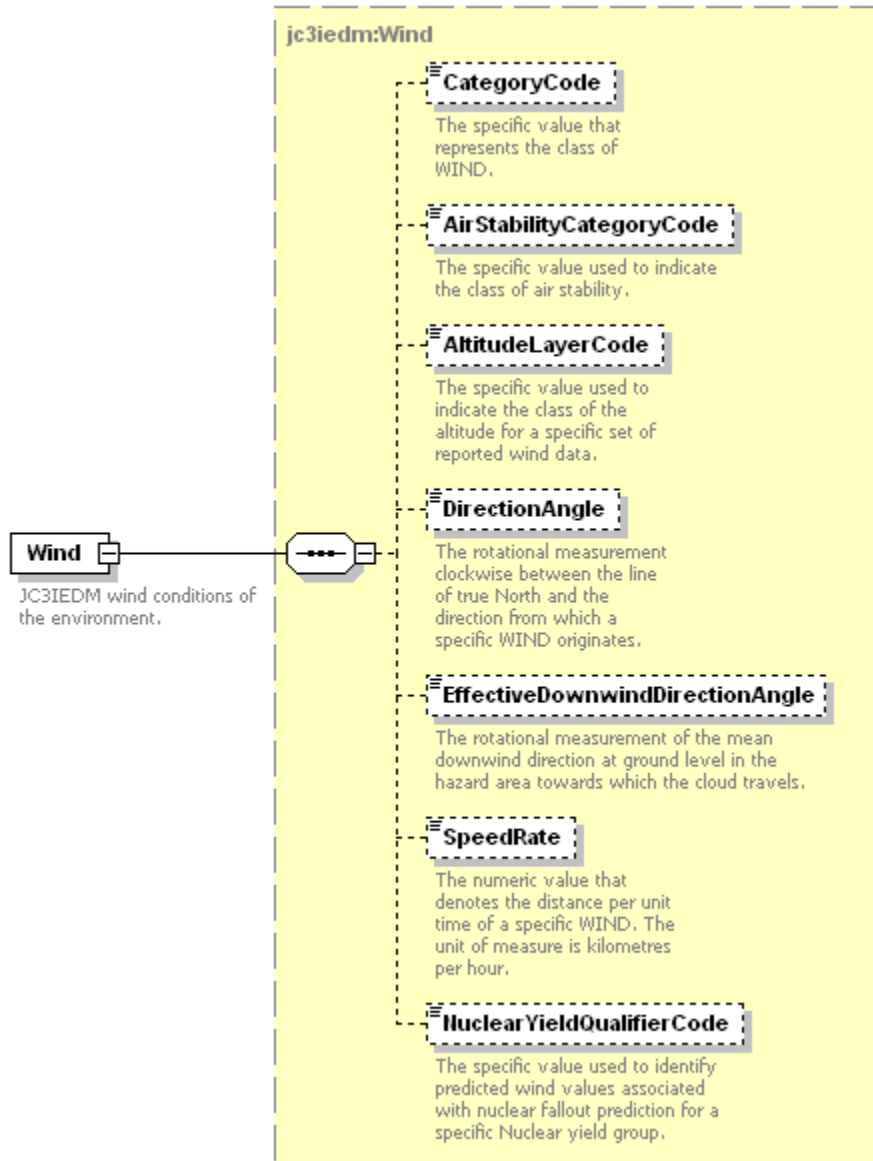 jc3iedm:Wind
CategoryCode
The specific value that
represents the class of
WIND.
AirStabilityCategoryCode
The specific value used to indicate
the class of air stability.
AltitudeLayerCode
The specific value used to
indicate the class of the
altitude for a specific set of
reported wind data.
DirectionAngle
The rotational measurement
clockwise between the line
of true North and the
direction from which a
specific WIND originates.
Wind
JC3IEDM wind conditions of
the environment.
EffectiveDownwindDirectionAngle
The rotational measurement of the mean
downwind direction at ground level in the
hazard area towards which the cloud travels.
SpeedRate
The numeric value that
denotes the distance per unit
time of a specific WIND. The
unit of measure is kilometres
per hour.
NuclearYieldQualifierCode
The specific value used to identify
predicted wind values associated
with nuclear fallout prediction for a
specific Nuclear yield group.